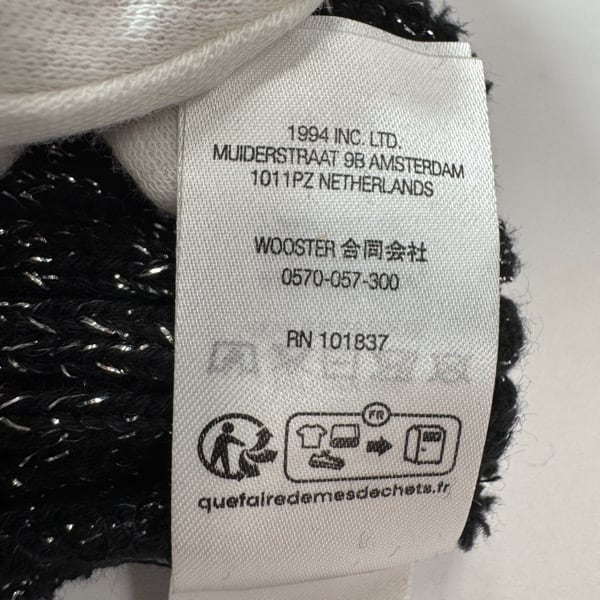 1994 INC. LTD.
MUIDERSTRAAT 9B AMSTERDAM
1011PZ NETHERLANDS
WOOSTER 合同会社
0570-057-300
RN 101837
FR
quefairedemesdechets.fr